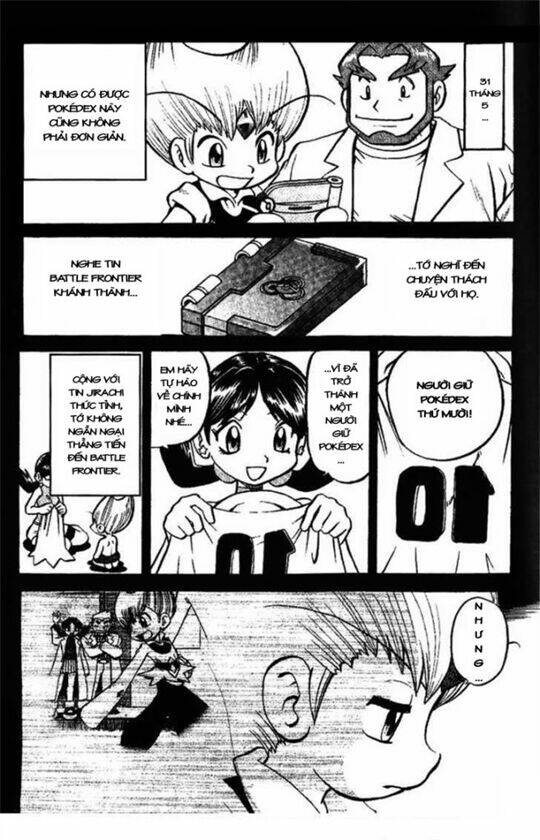 31
THÁNG
5
...
NHƯNG CÓ ĐƯỢC
POKÉDEX NÀY
CŨNG KHÔNG
PHẢI ĐƠN GIẢN.
NGHE TIN
BATTLE FRONTIER
KHÁNH THÀNH...
...TỚ NGHĨ ĐẾN
CHUYỆN THÁCH
ĐẤU VỚI HỌ.
CỘNG VỚI
TIN JIRACHI
THỨC TỈNH,
TỚ KHÔNG
NGẦN NGẠI
THẲNG TIẾN
ĐẾN BATTLE
FRONTIER.
EM HÃY
TỰ HÀO
VỀ CHÍNH
MÌNH
NHÉ...
...VÌ ĐÃ
TRỞ
THÀNH
MỘT
NGƯỜI
GIỮ
POKÉDEX
...
10
NGƯỜI GIỮ
POKÉDEX
THỨ MƯỜI!
10
NHƯNG
...